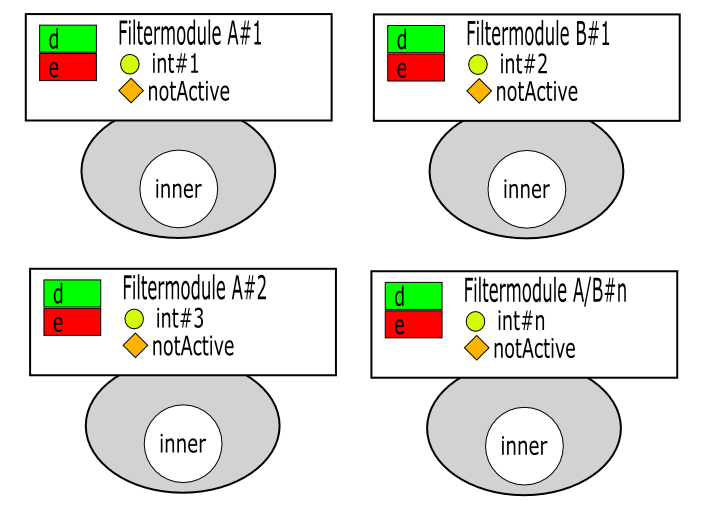 Filtermodule A#1
d
int#1
e
notActive
inner
Filtermodule B#1
d
int#2
e
notActive
inner
Filtermodule A#2
d
int#3
e
notActive
inner
Filtermodule A/B#n
d
int#n
e
notActive
inner